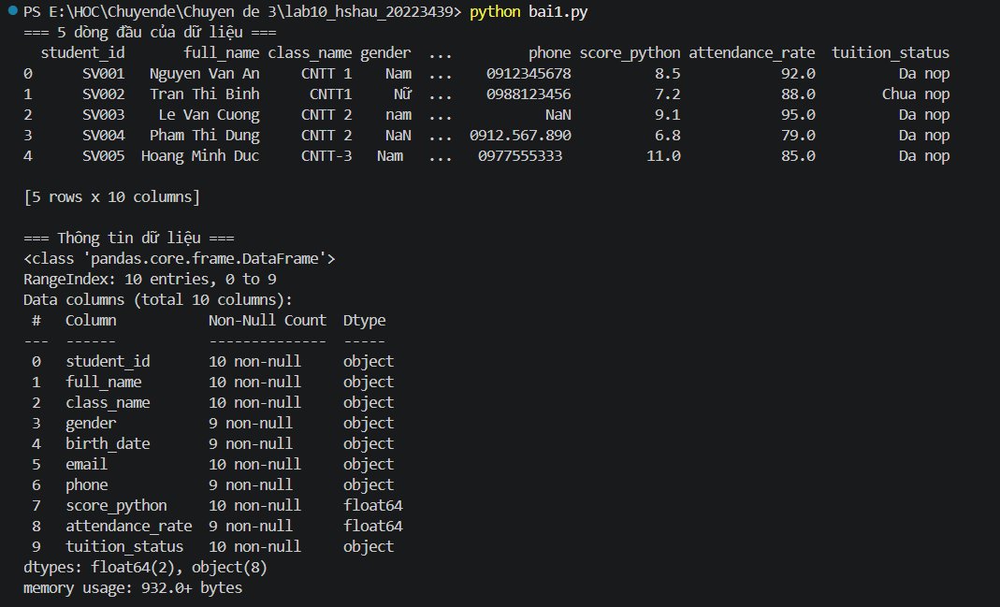 PS E:\HOC\Chuyende\Chuyen de 3\lab10_hshau_20223439> python bai1.py
=== 5 dòng đầu của dữ liệu ===
  student_id       full_name class_name gender  ...         phone score_python attendance_rate  tuition_status
0      SV001   Nguyen Van An     CNTT 1    Nam  ...    0912345678          8.5            92.0          Da nop
1      SV002   Tran Thi Binh      CNTT1     Nữ  ...    0988123456          7.2            88.0        Chua nop
2      SV003    Le Van Cuong     CNTT 2    nam  ...           NaN          9.1            95.0          Da nop
3      SV004   Pham Thi Dung     CNTT 2    NaN  ...  0912.567.890          6.8            79.0          Da nop
4      SV005  Hoang Minh Duc     CNTT-3   Nam   ...   0977555333          11.0            85.0          Da nop
[5 rows x 10 columns]
=== Thông tin dữ liệu ===
<class 'pandas.core.frame.DataFrame'>
RangeIndex: 10 entries, 0 to 9
Data columns (total 10 columns):
 #   Column           Non-Null Count  Dtype
---  ------           --------------  -----
 0   student_id       10 non-null     object
 1   full_name        10 non-null     object
 2   class_name       10 non-null     object
 3   gender           9 non-null      object
 4   birth_date       9 non-null      object
 5   email            10 non-null     object
 6   phone            9 non-null      object
 7   score_python     10 non-null     float64
 8   attendance_rate  9 non-null      float64
 9   tuition_status   10 non-null     object
dtypes: float64(2), object(8)
memory usage: 932.0+ bytes